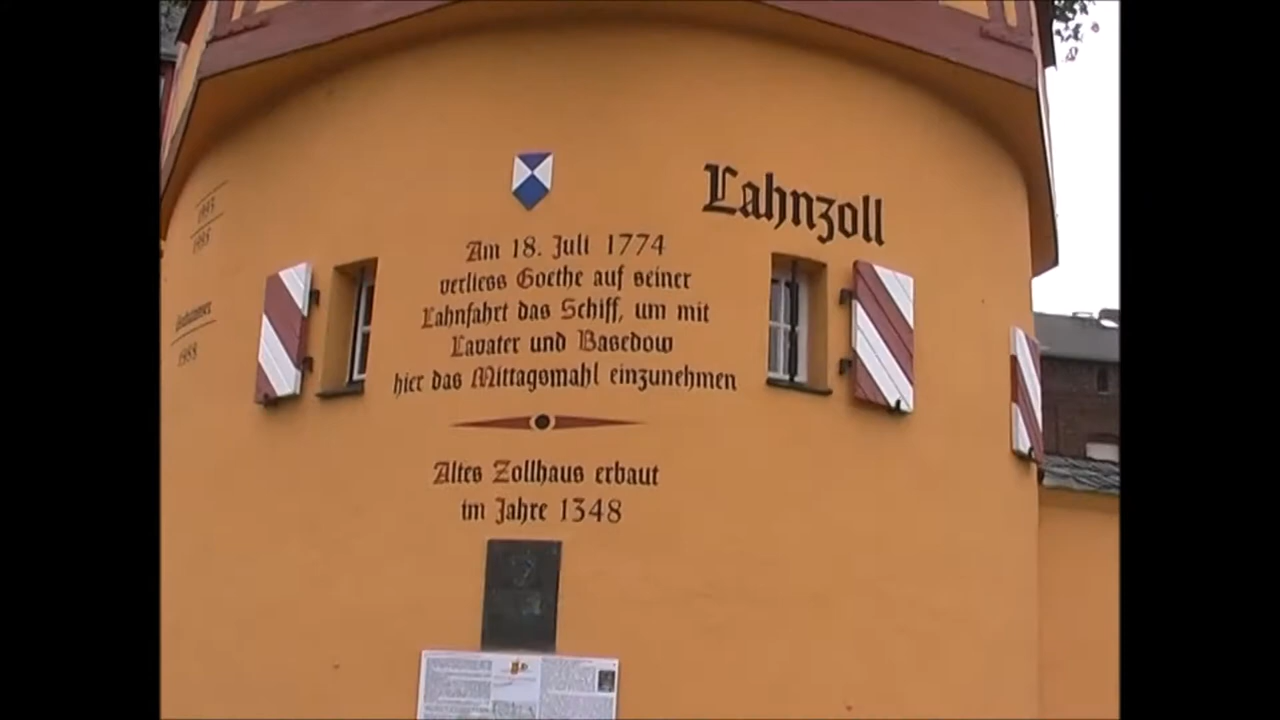 Lahnzoll
Am 18. Juli 1774
verliess Goethe auf seiner
Lahnfahrt das Schiff, um mit
Lavater und Basedow
hier das Mittagsmahl einzunehmen
Altes Zollhaus erbaut
im Jahre 1348